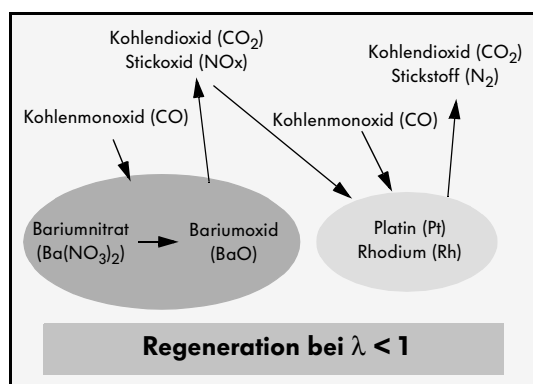 Kohlendioxid (CO₂)
Stickoxid (NOx)
Kohlendioxid (CO₂)
Stickstoff (N₂)
Kohlenmonoxid (CO)
Kohlenmonoxid (CO)
Bariumnitrat
(Ba(NO₃)₂)
Bariumoxid
(BaO)
Platin (Pt)
Rhodium (Rh)
Regeneration bei λ < 1